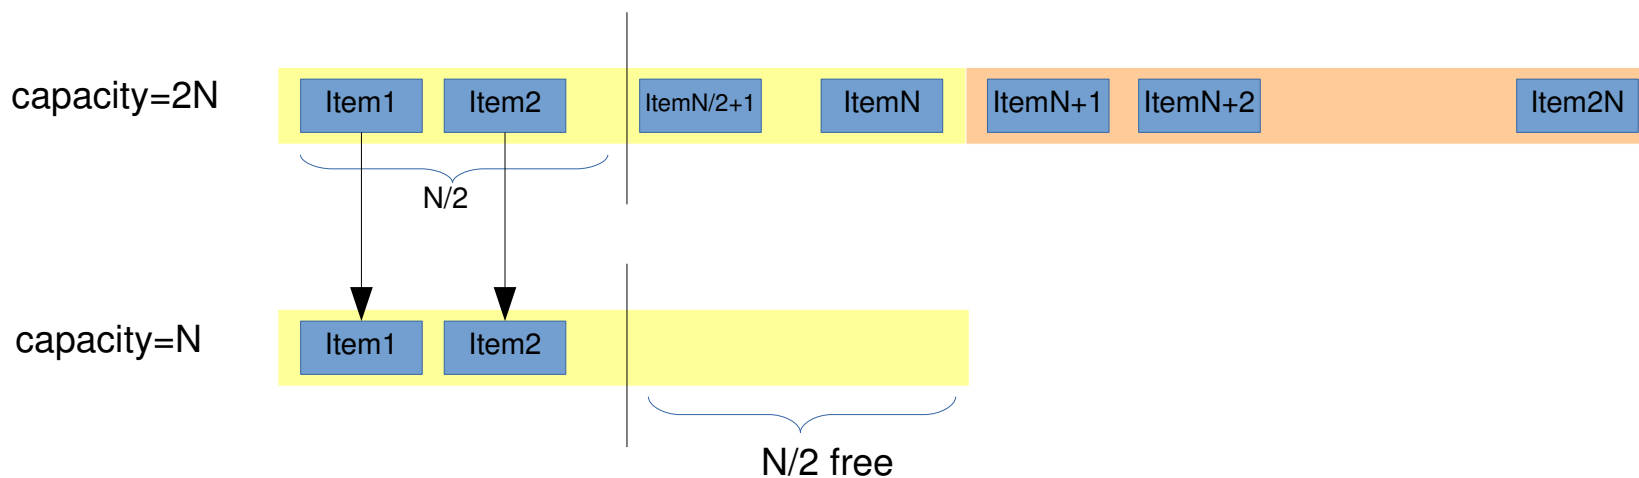 capacity=2N
Item1
Item2
ItemN/2+1
ItemN
ItemN+1
ItemN+2
Item2N
N/2
capacity=N
Item1
Item2
N/2 free